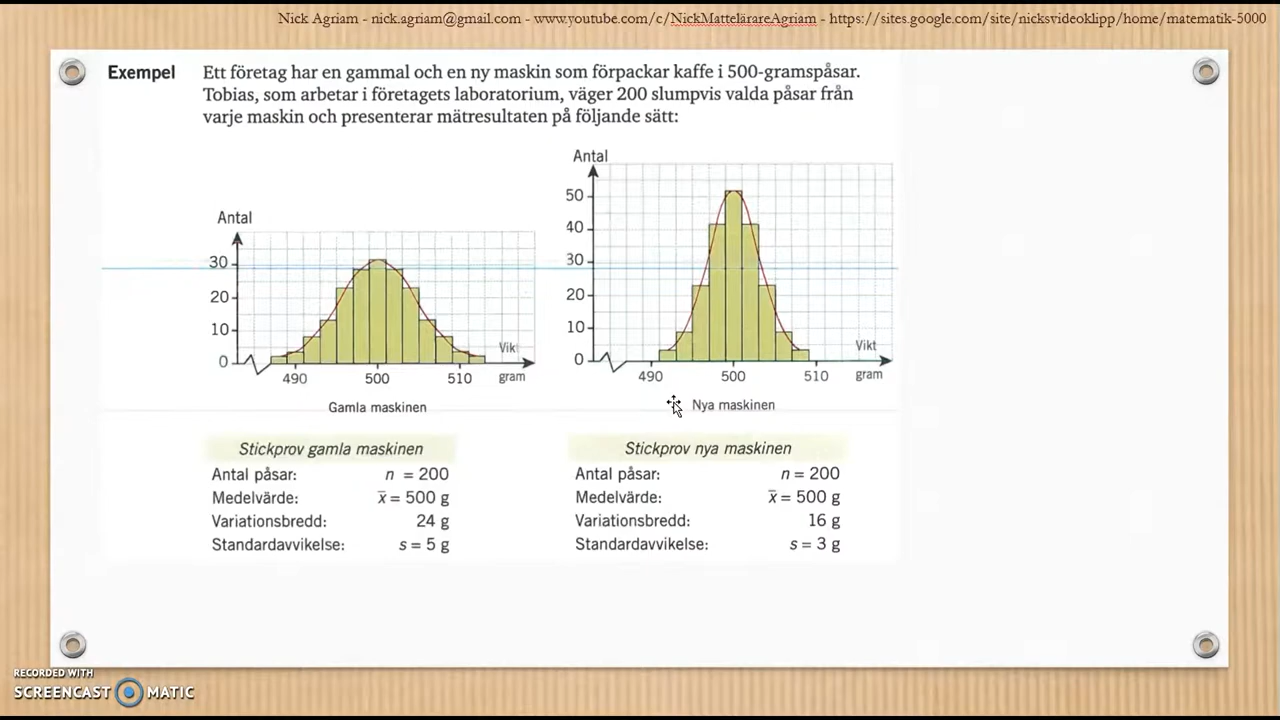 Nick Agriam - nick.agriam@gmail.com - www.youtube.com/c/NickMattelärareAgriam - https://sites.google.com/site/nicksvideoklipp/home/matematik-5000
Exempel Ett företag har en gammal och en ny maskin som förpackar kaffe i 500-gramspåsar.
Tobias, som arbetar i företagets laboratorium, väger 200 slumpvis valda påsar från
varje maskin och presenterar mätresultaten på följande sätt:
Antal
30
20
10
0
490 500 510
Vikt
gram
Gamla maskinen
Antal
50
40
30
20
10
0
490 500 510
Vikt
gram
Nya maskinen
Stickprov gamla maskinen
Antal påsar: n = 200
Medelvärde: x̄ = 500 g
Variationsbredd: 24 g
Standardavvikelse: s = 5 g
Stickprov nya maskinen
Antal påsar: n = 200
Medelvärde: x̄ = 500 g
Variationsbredd: 16 g
Standardavvikelse: s = 3 g
RECORDED WITH
SCREENCAST MATIC